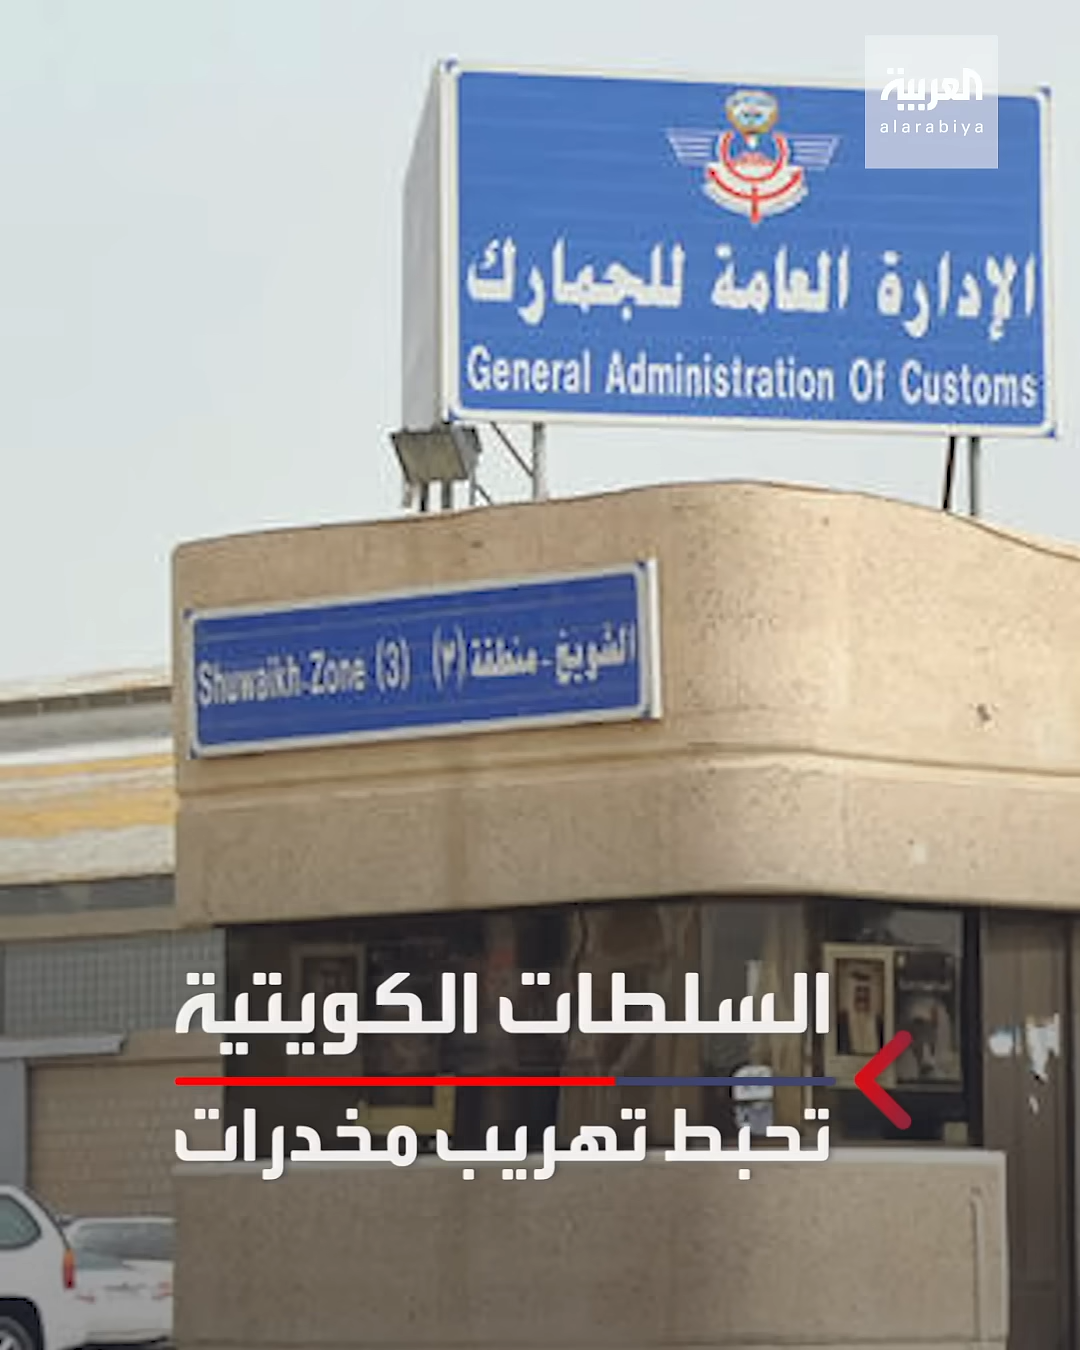 العربية
alarabiya
الإدارة العامة للجمارك
General Administration Of Customs
الشويخ - منطقة (٣)
Shuwaikh-Zone (3)
السلطات الكويتية
تحبط تهريب مخدرات